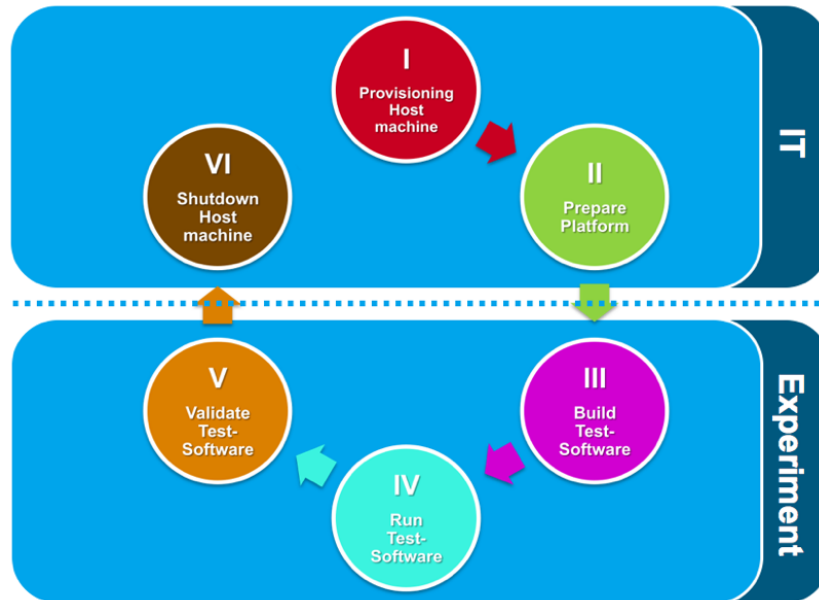 I
Provisioning
Host
machine
II
Prepare
Platform
VI
Shutdown
Host
machine
IT
III
Build
Test-
Software
IV
Run
Test-
Software
V
Validate
Test-
Software
Experiment